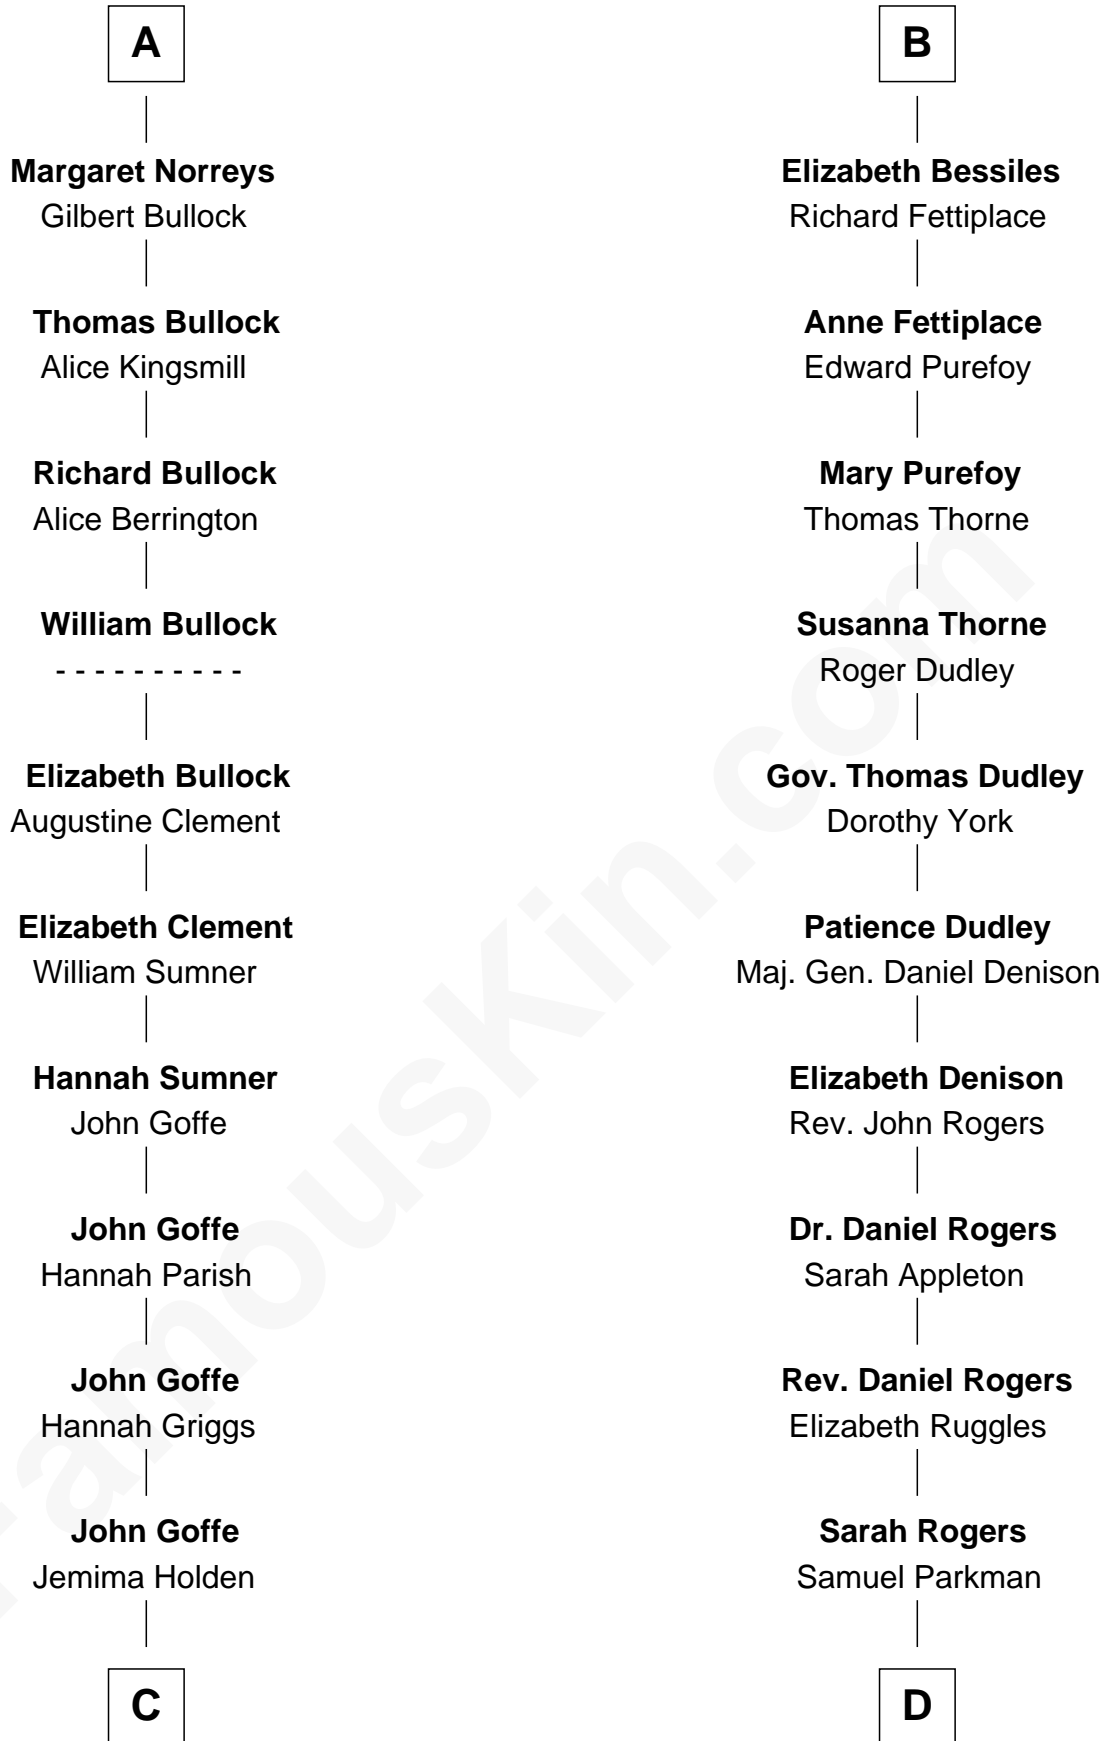 A
Margaret Norreys
Gilbert Bullock
Thomas Bullock
Alice Kingsmill
Richard Bullock
Alice Berrington
William Bullock
- - - - - - - - - -
Elizabeth Bullock
Augustine Clement
Elizabeth Clement
William Sumner
Hannah Sumner
John Goffe
John Goffe
Hannah Parish
John Goffe
Hannah Griggs
John Goffe
Jemima Holden
C
B
Elizabeth Bessiles
Richard Fettiplace
Anne Fettiplace
Edward Purefoy
Mary Purefoy
Thomas Thorne
Susanna Thorne
Roger Dudley
Gov. Thomas Dudley
Dorothy York
Patience Dudley
Maj. Gen. Daniel Denison
Elizabeth Denison
Rev. John Rogers
Dr. Daniel Rogers
Sarah Appleton
Rev. Daniel Rogers
Elizabeth Ruggles
Sarah Rogers
Samuel Parkman
D
FamousKin.com